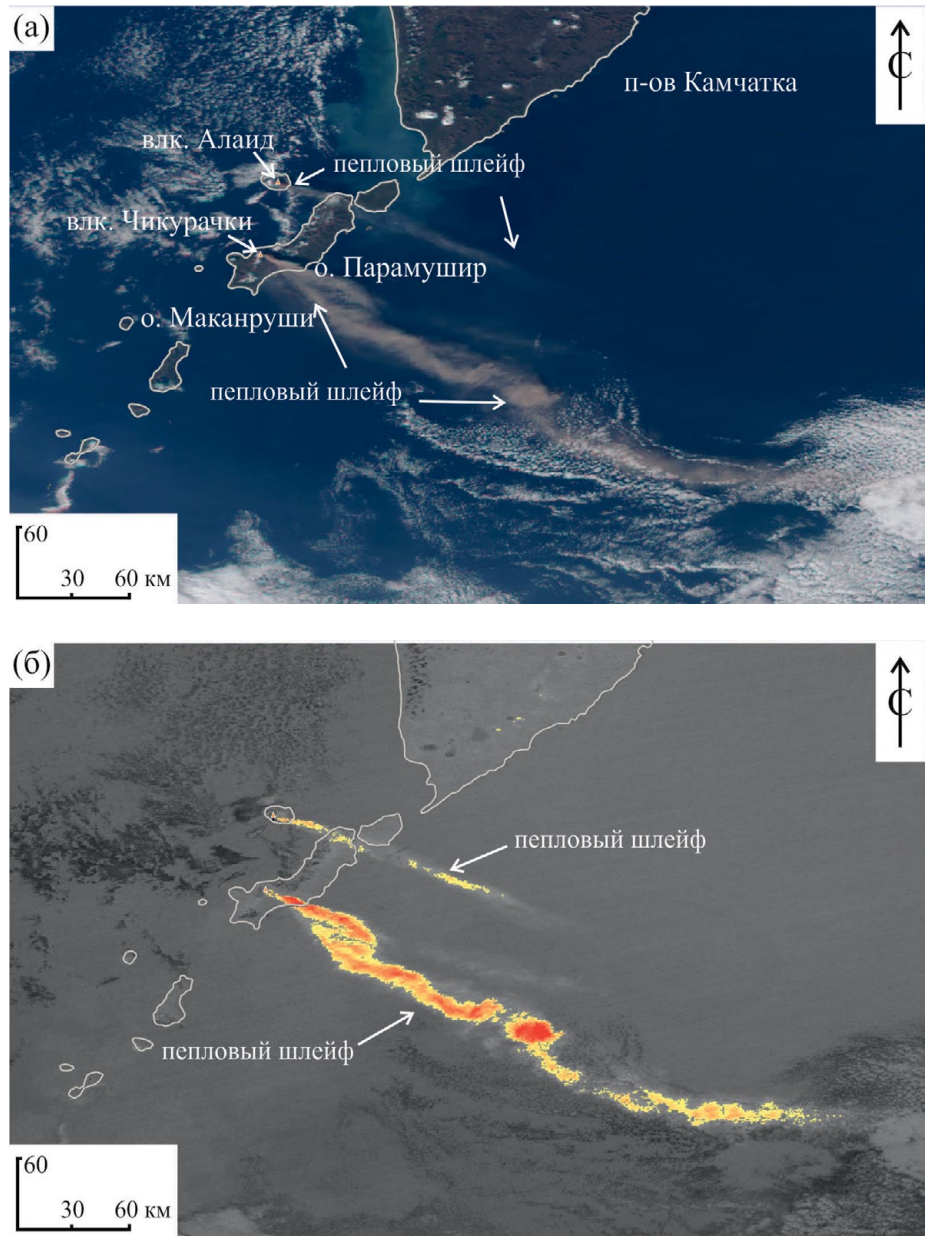 (а)
С
п-ов Камчатка
влк. Алаид
пепловый шлейф
влк. Чикурачки
о. Парамушир
о. Маканруши
пепловый шлейф
60
30 60 км
(б)
С
пепловый шлейф
пепловый шлейф
60
30 60 км